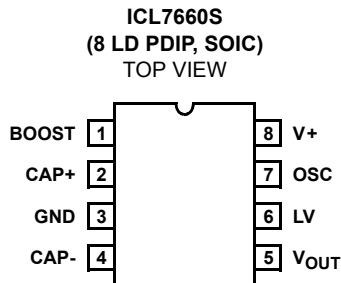 ICL7660S
(8 LD PDIP, SOIC)
TOP VIEW
BOOST 1 8 V+
CAP+ 2 7 OSC
GND 3 6 LV
CAP- 4 5 VOUT